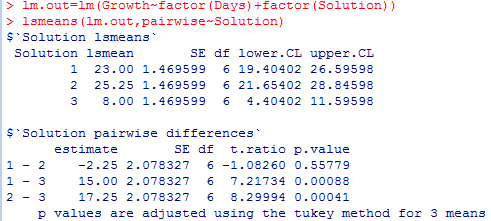 > lm.out=lm(Growth~factor(Days)+factor(Solution))
> lsmeans(lm.out,pairwise~Solution)
$`Solution lsmeans`
 Solution lsmean       SE df lower.CL upper.CL
        1  23.00 1.469599  6 19.40402 26.59598
        2  25.25 1.469599  6 21.65402 28.84598
        3   8.00 1.469599  6  4.40402 11.59598
$`Solution pairwise differences`
      estimate       SE df  t.ratio p.value
1 - 2    -2.25 2.078327  6 -1.08260 0.55779
1 - 3    15.00 2.078327  6  7.21734 0.00088
2 - 3    17.25 2.078327  6  8.29994 0.00041
    p values are adjusted using the tukey method for 3 means